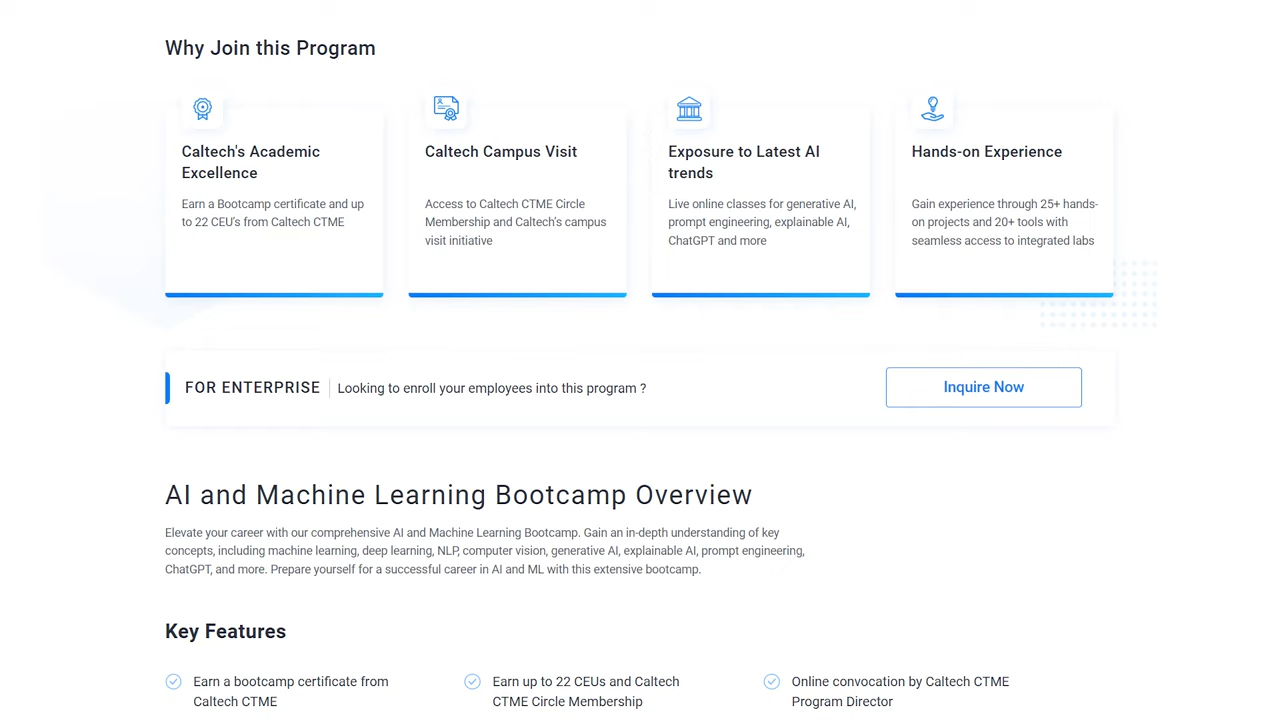 Why Join this Program
Caltech's Academic
Excellence
Earn a Bootcamp certificate and up
to 22 CEU's from Caltech CTME
Caltech Campus Visit
Access to Caltech CTME Circle
Membership and Caltech's campus
visit initiative
Exposure to Latest AI
trends
Live online classes for generative AI,
prompt engineering, explainable AI,
ChatGPT and more
Hands-on Experience
Gain experience through 25+ hands-
on projects and 20+ tools with
seamless access to integrated labs
FOR ENTERPRISE
Looking to enroll your employees into this program ?
Inquire Now
AI and Machine Learning Bootcamp Overview
Elevate your career with our comprehensive AI and Machine Learning Bootcamp. Gain an in-depth understanding of key
concepts, including machine learning, deep learning, NLP, computer vision, generative AI, explainable AI, prompt engineering,
ChatGPT, and more. Prepare yourself for a successful career in AI and ML with this extensive bootcamp.
Key Features
Earn a bootcamp certificate from
Caltech CTME
Earn up to 22 CEUs and Caltech
CTME Circle Membership
Online convocation by Caltech CTME
Program Director